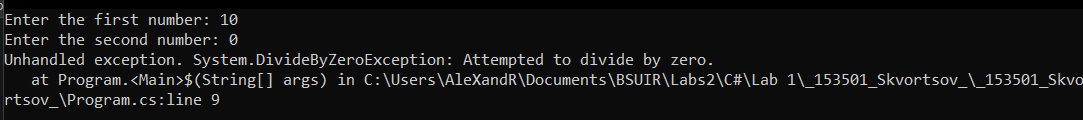 Enter the first number: 10
Enter the second number: 0
Unhandled exception. System.DivideByZeroException: Attempted to divide by zero.
   at Program.<Main>$(String[] args) in C:\Users\AleXandR\Documents\BSUIR\Labs2\C#\Lab 1\_153501_Skvortsov_\_153501_Skvo
rtsov_\Program.cs:line 9